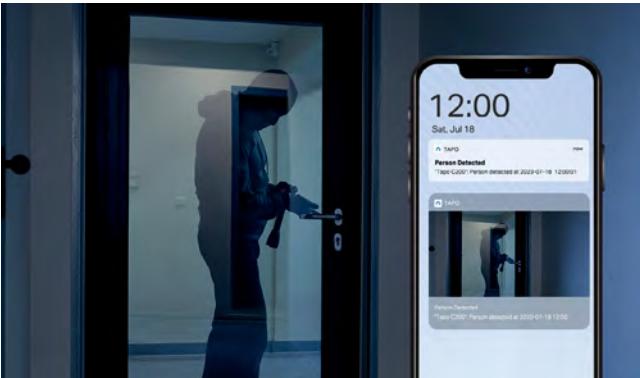 12:00
Sat, Jul 18
TAPO
now
Person Detected
"Tapo C200": Person detected at 2020-07-18 12:00:01
TAPO
Person Detected
"Tapo C200": Person detected at 2020-07-18 12:00